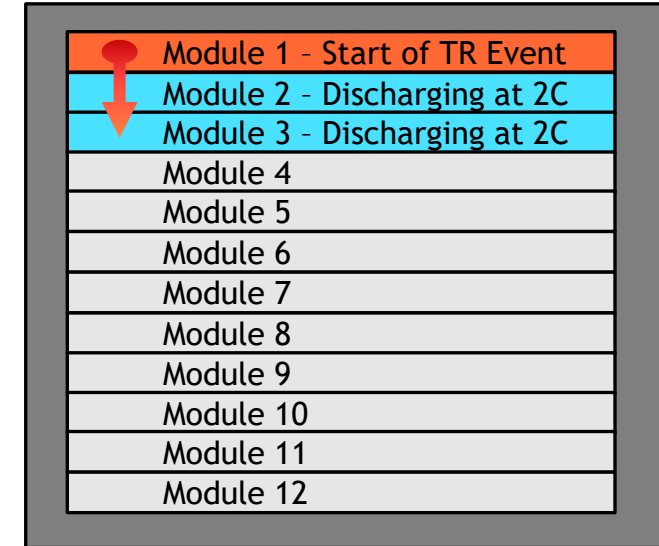 Module 1 – Start of TR Event
Module 2 – Discharging at 2C
Module 3 – Discharging at 2C
Module 4
Module 5
Module 6
Module 7
Module 8
Module 9
Module 10
Module 11
Module 12